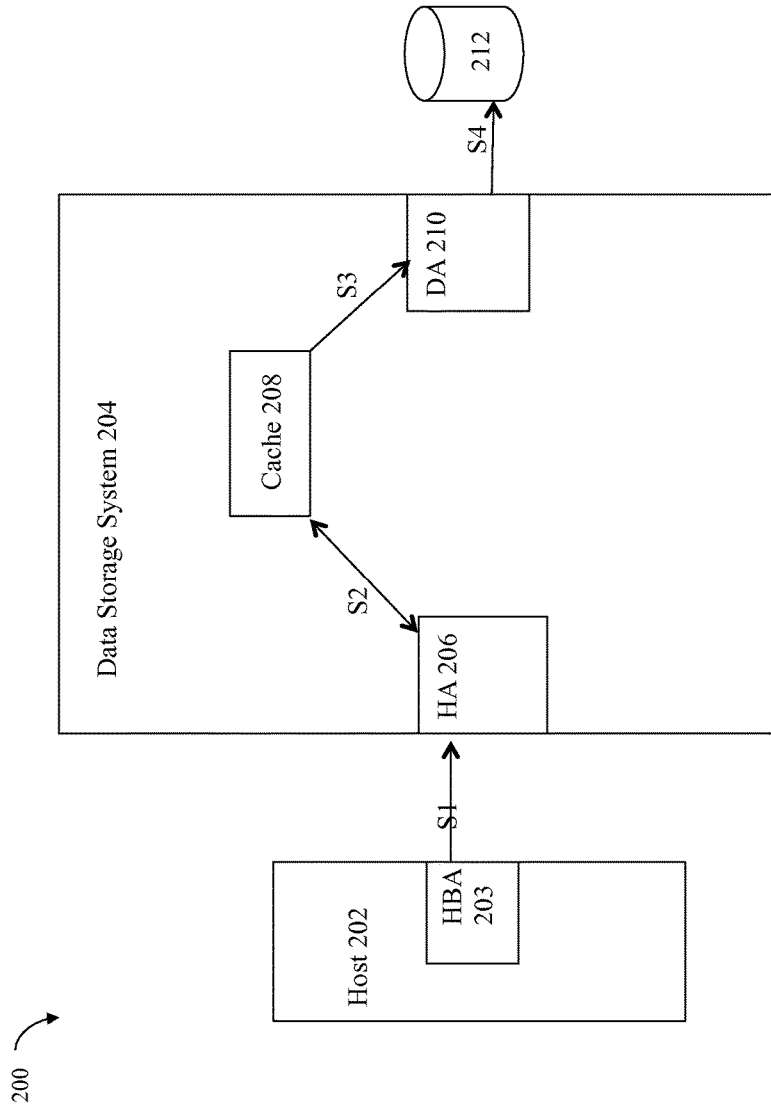 200
Host 202
HBA
203
S1
Data Storage System 204
HA 206
S2
Cache 208
S3
DA 210
S4
212